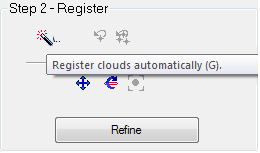 Step 2 - Register
...
Register clouds automatically (G).
Refine